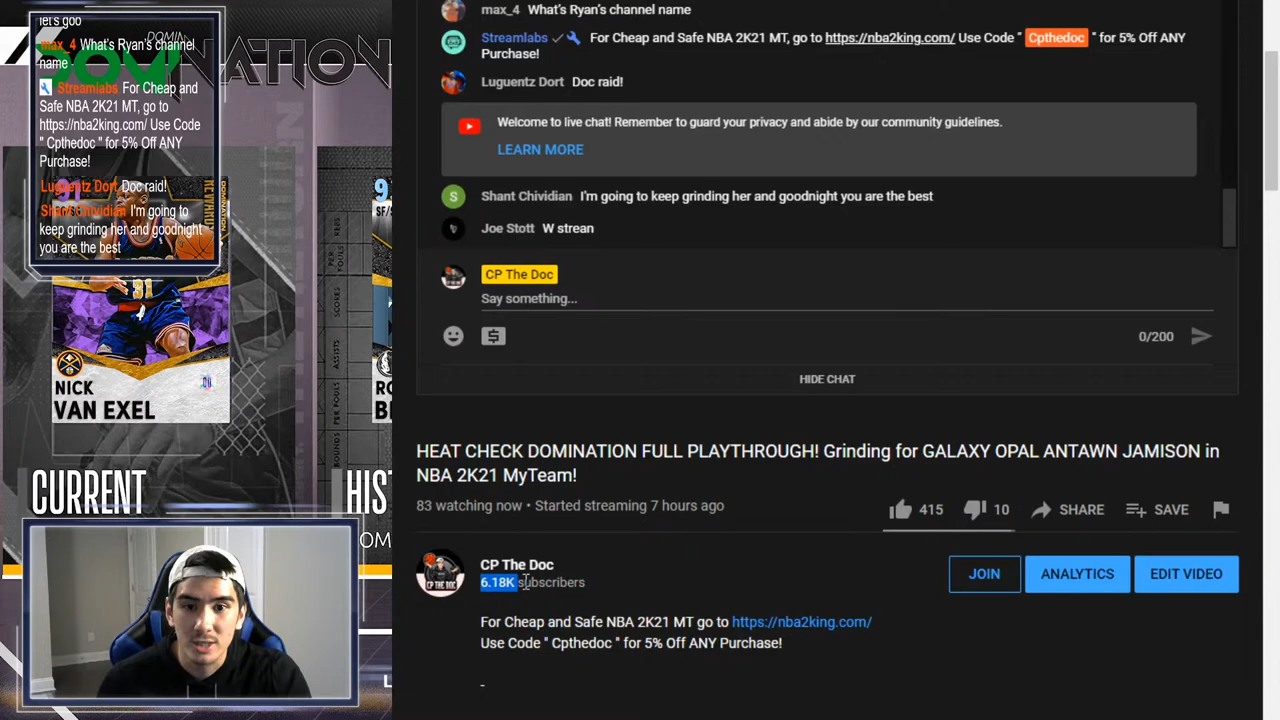 let's goo
max_4 What's Ryan's channel
name
Streamlabs For Cheap and
Safe NBA 2K21 MT, go to
https://nba2king.com/ Use Code
" Cpthedoc " for 5% Off ANY
Purchase!
Luguentz Dort Doc raid!
Shant Chividian I'm going to
keep grinding her and goodnight
you are the best
DOMINATION
91
NICK
VAN EXEL
CURRENT
HIS
max_4 What's Ryan's channel name
Streamlabs For Cheap and Safe NBA 2K21 MT, go to https://nba2king.com/ Use Code " Cpthedoc " for 5% Off ANY
Purchase!
Luguentz Dort Doc raid!
Welcome to live chat! Remember to guard your privacy and abide by our community guidelines.
LEARN MORE
S Shant Chividian I'm going to keep grinding her and goodnight you are the best
Joe Stott W strean
CP The Doc
Say something...
0/200
HIDE CHAT
HEAT CHECK DOMINATION FULL PLAYTHROUGH! Grinding for GALAXY OPAL ANTAWN JAMISON in
NBA 2K21 MyTeam!
83 watching now • Started streaming 7 hours ago
415 10 SHARE SAVE
CP The Doc
6.18K subscribers
JOIN ANALYTICS EDIT VIDEO
For Cheap and Safe NBA 2K21 MT go to https://nba2king.com/
Use Code " Cpthedoc " for 5% Off ANY Purchase!
-